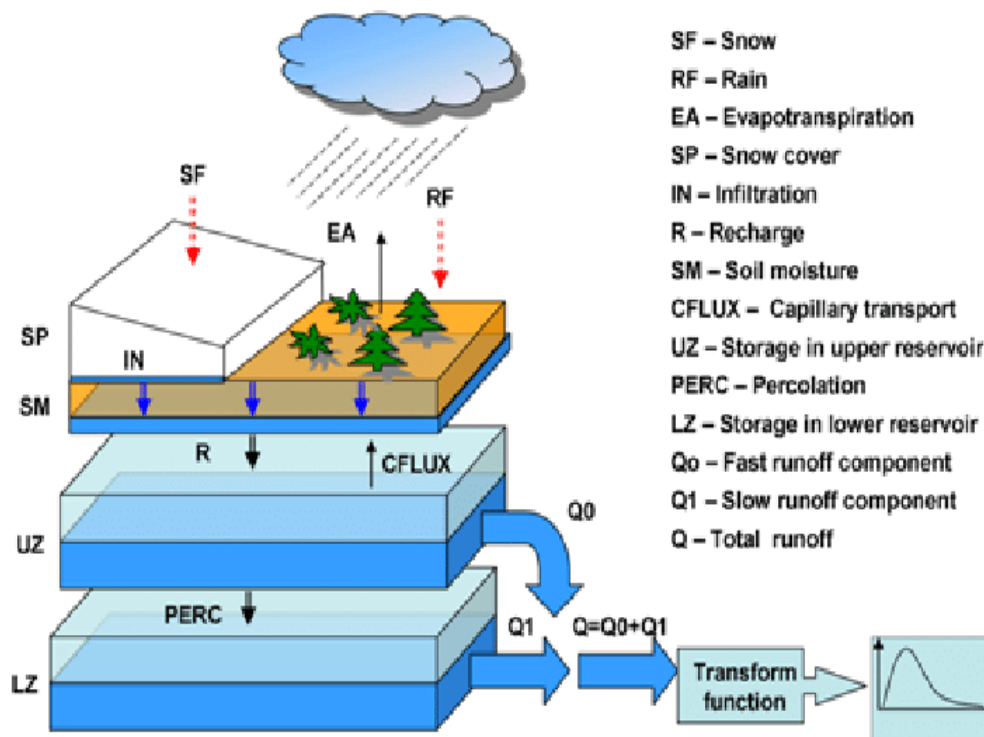 SF – Snow
RF – Rain
EA – Evapotranspiration
SP – Snow cover
IN – Infiltration
R – Recharge
SM – Soil moisture
CFLUX – Capillary transport
UZ – Storage in upper reservoir
PERC – Percolation
LZ – Storage in lower reservoir
Qo – Fast runoff component
Q1 – Slow runoff component
Q – Total runoff
SF
RF
EA
SP
IN
SM
R
CFLUX
Q0
UZ
PERC
Q1
Q=Q0+Q1
LZ
Transform
function